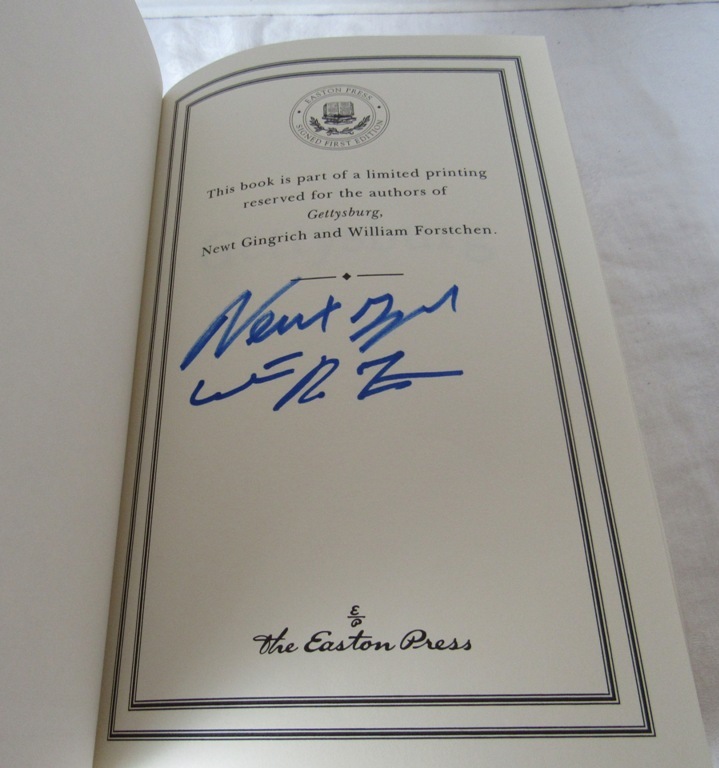 EASTON PRESS
SIGNED FIRST EDITION
This book is part of a limited printing
reserved for the authors of
Gettysburg,
Newt Gingrich and William Forstchen.
Newt
E
P
The Easton Press